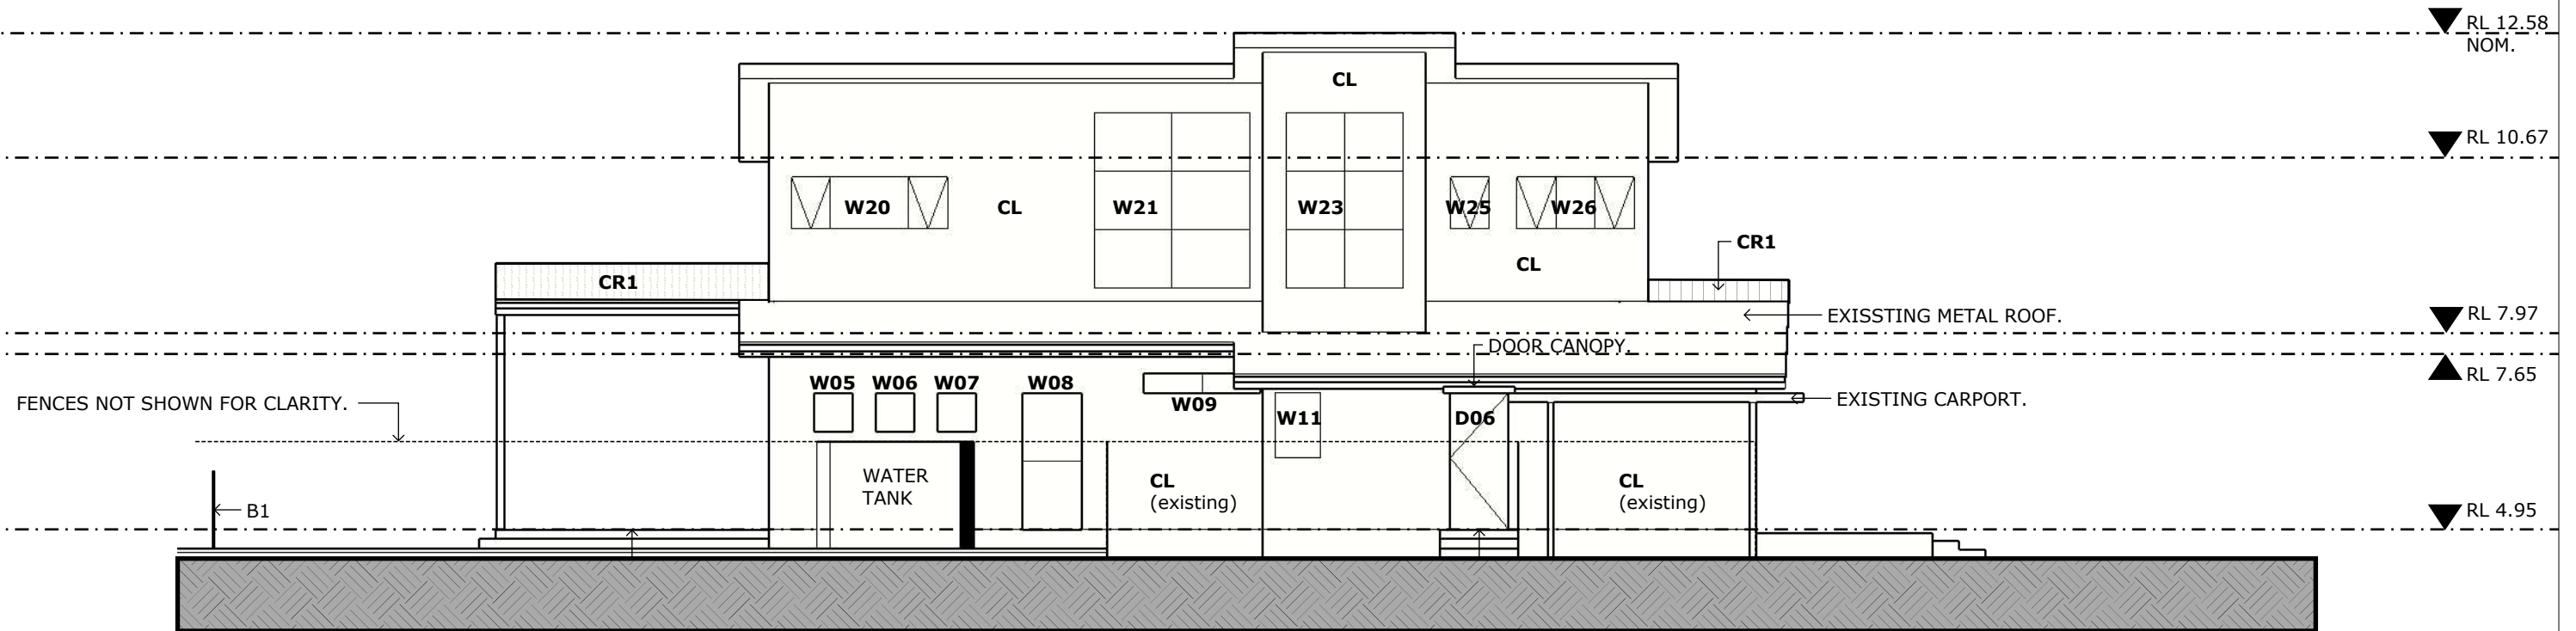 RL 12.58
NOM.
CL
RL 10.67
W20
CL
W21
W23
W25
W26
CR1
CL
CR1
EXISSTING METAL ROOF.
RL 7.97
DOOR CANOPY.
RL 7.65
W05
W06
W07
W08
W09
EXISTING CARPORT.
FENCES NOT SHOWN FOR CLARITY.
W11
D06
WATER
TANK
CL
(existing)
CL
(existing)
B1
RL 4.95